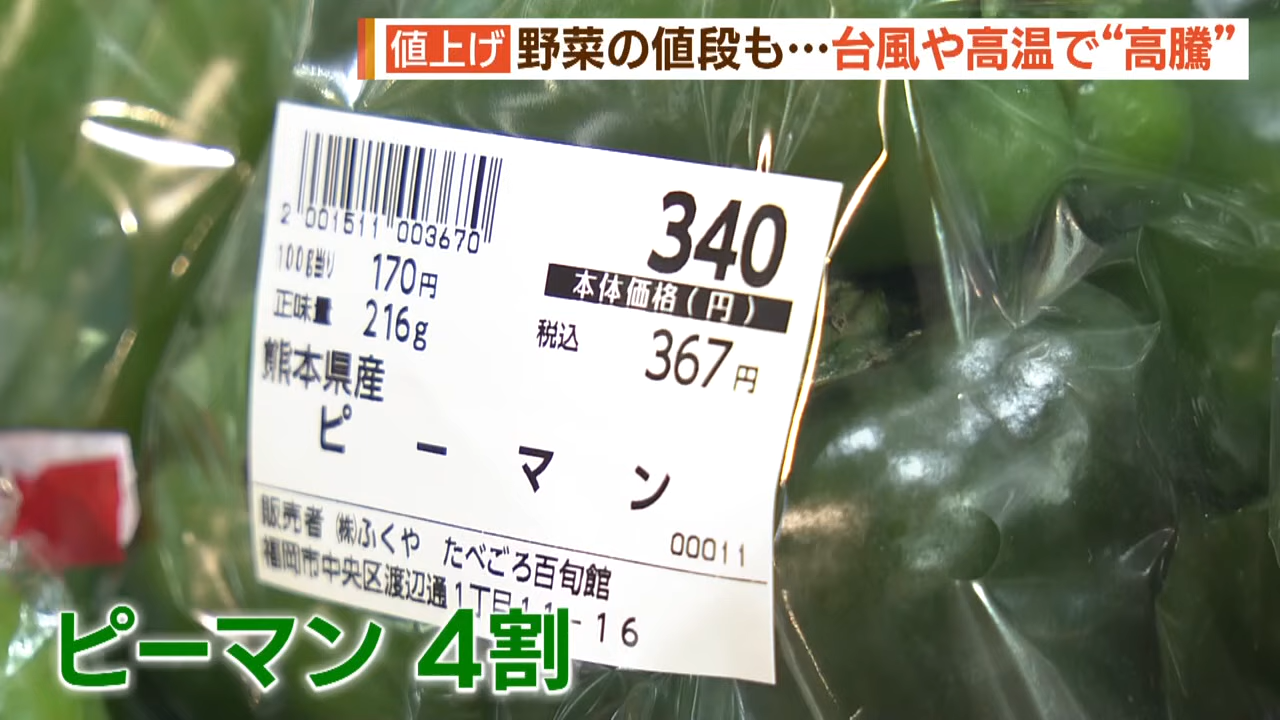 値上げ 野菜の値段も…台風や高温で“高騰”
2 001511 003670
340
100g当り 170円
本体価格(円)
正味量 216g
税込 367円
熊本県産
ピーマン
00011
販売者 ㈱ふくや たべごろ百旬館
福岡市中央区渡辺通1丁目11-16
ピーマン 4割